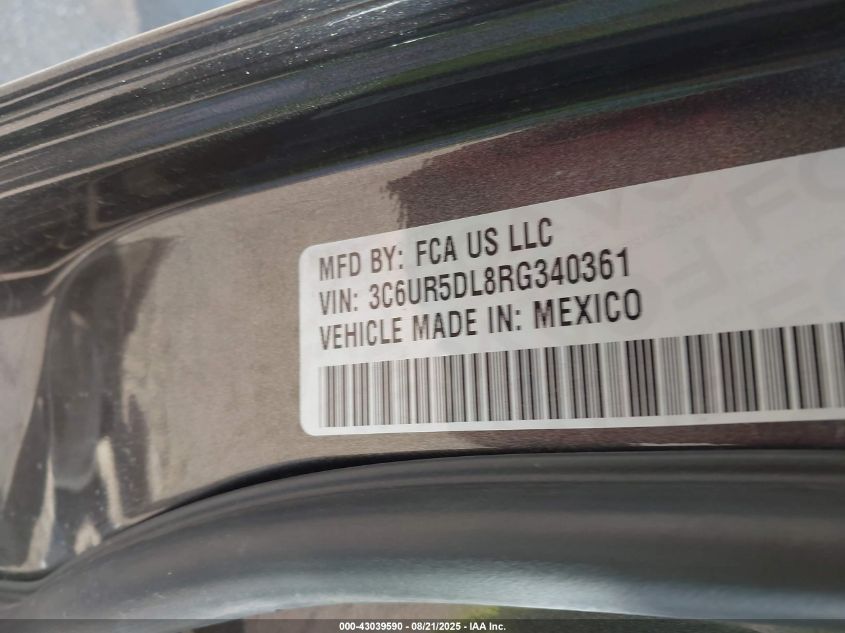 MFD BY: FCA US LLC
VIN: 3C6UR5DL8RG340361
VEHICLE MADE IN: MEXICO
000-43039590 - 08/21/2025 - IAA Inc.